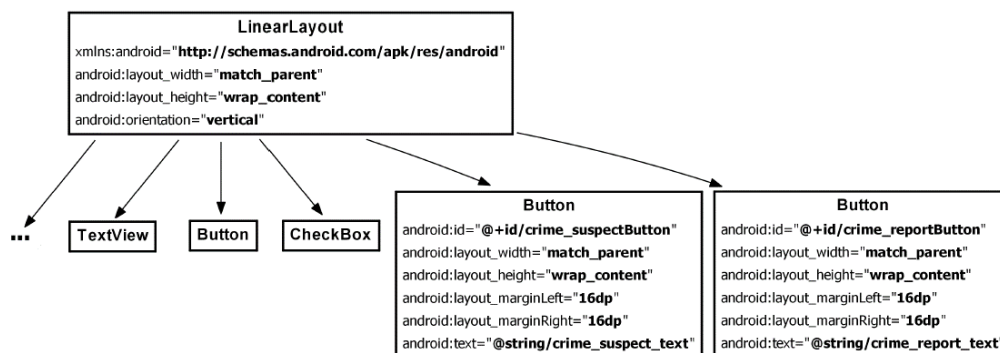 LinearLayout
xmlns:android="http://schemas.android.com/apk/res/android"
android:layout_width="match_parent"
android:layout_height="wrap_content"
android:orientation="vertical"
...
TextView
Button
CheckBox
Button
android:id="@+id/crime_suspectButton"
android:layout_width="match_parent"
android:layout_height="wrap_content"
android:layout_marginLeft="16dp"
android:layout_marginRight="16dp"
android:text="@string/crime_suspect_text"
Button
android:id="@+id/crime_reportButton"
android:layout_width="match_parent"
android:layout_height="wrap_content"
android:layout_marginLeft="16dp"
android:layout_marginRight="16dp"
android:text="@string/crime_report_text"